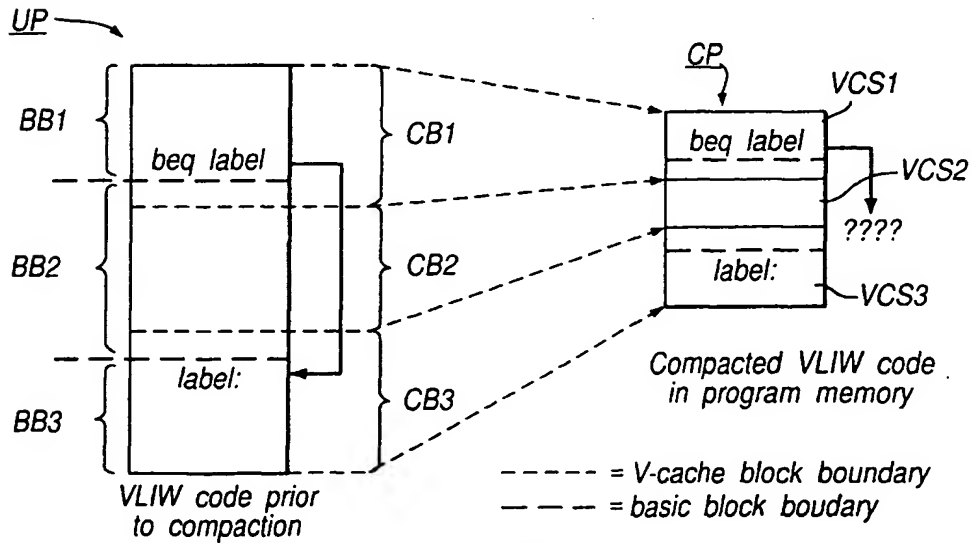 UP
BB1
BB2
BB3
beq label
label:
CB1
CB2
CB3
VLIW code prior
to compaction
CP
VCS1
beq label
VCS2
????
label:
VCS3
Compacted VLIW code
in program memory
= V-cache block boundary
= basic block boudary